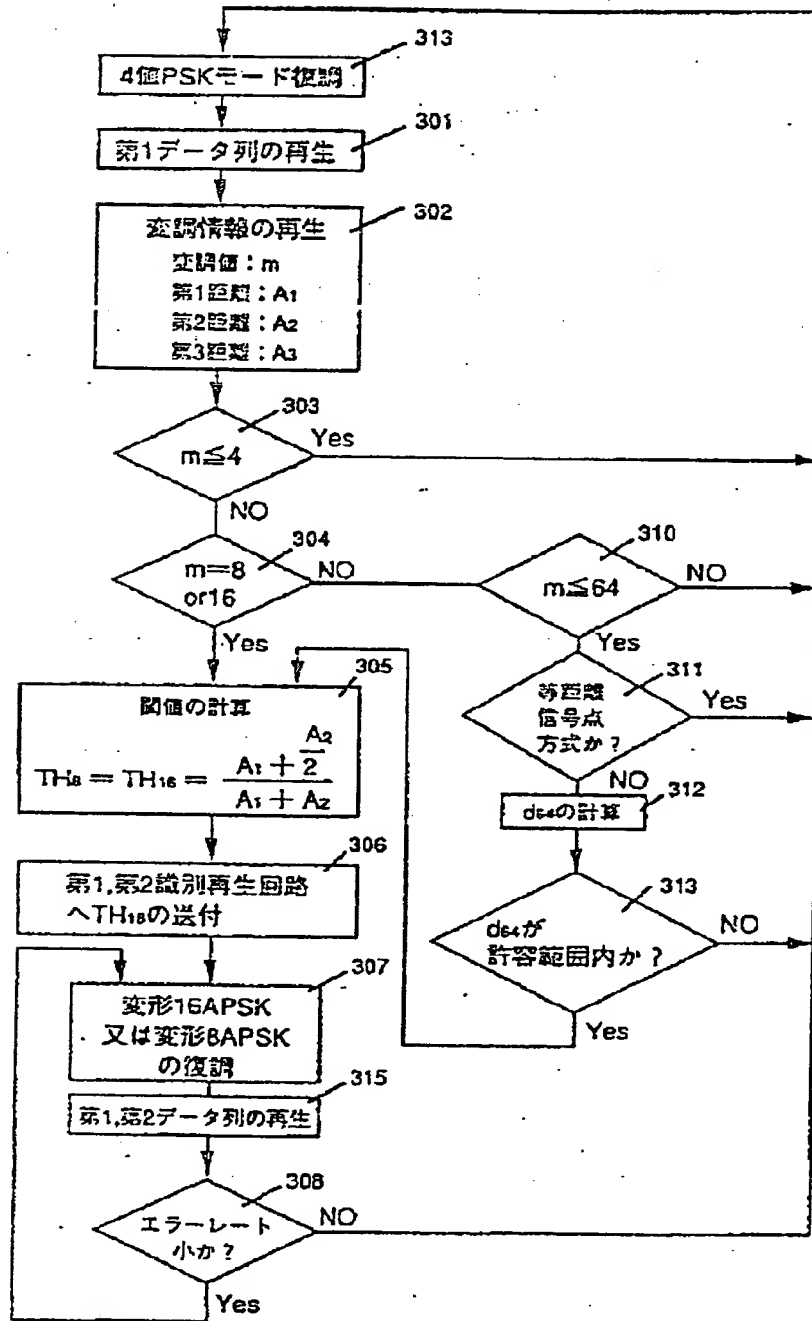 313
4値PSKモード復調
301
第1データ列の再生
302
変調情報の再生
変調値:m
第1距離:A1
第2距離:A2
第3距離:A3
303
m≦4
Yes
NO
304
m=8
or16
NO
Yes
310
m≦64
NO
Yes
311
等距離
信号点
方式か?
Yes
NO
305
閾値の計算
TH8 = TH16 = A1 + A2/2
A1 + A2
312
d64の計算
306
第1,第2識別再生回路
へTH16の送付
313
d64が
許容範囲内か?
NO
Yes
307
変形16APSK
又は変形8APSK
の復調
315
第1,第2データ列の再生
308
エラーレート
小か?
NO
Yes